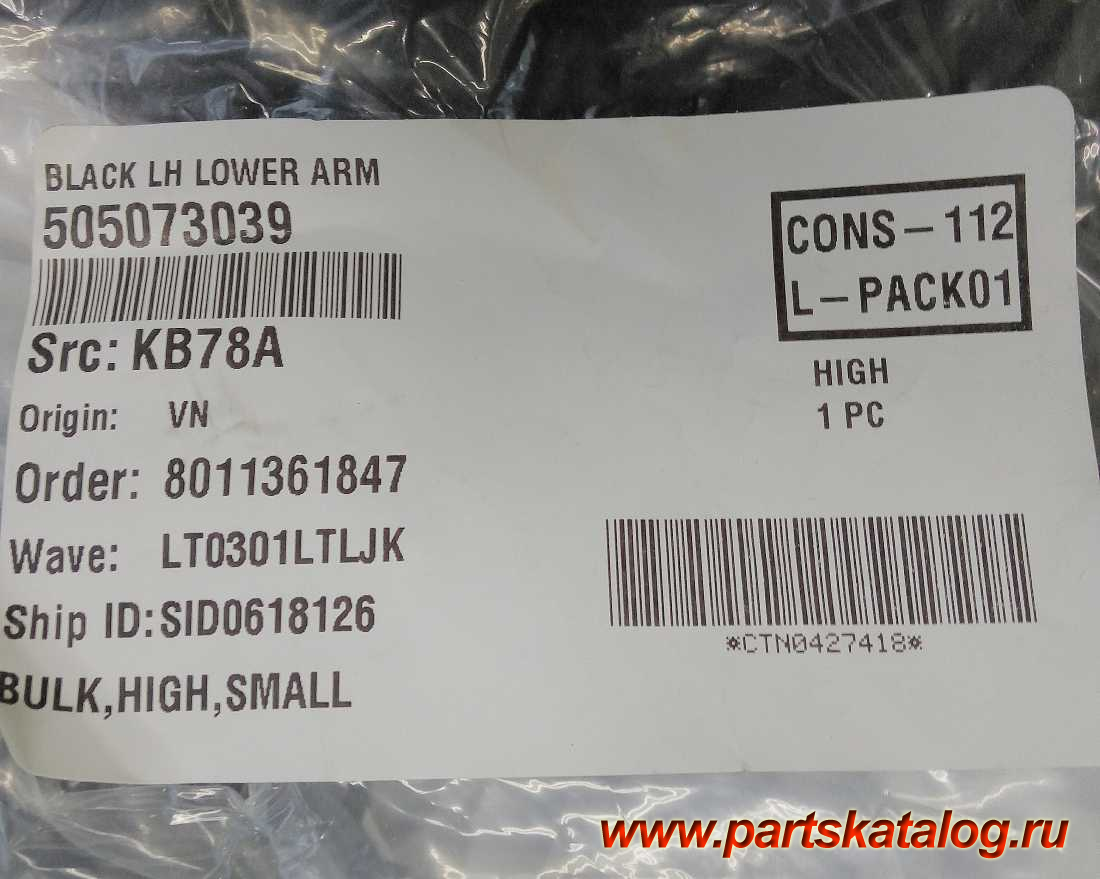 BLACK LH LOWER ARM
505073039
Src: KB78A
Origin: VN
Order: 8011361847
Wave: LT0301LTLJK
Ship ID: SID0618126
BULK,HIGH,SMALL
CONS-112
L-PACK01
HIGH
1 PC
*CTN0427418*
www.partskatalog.ru